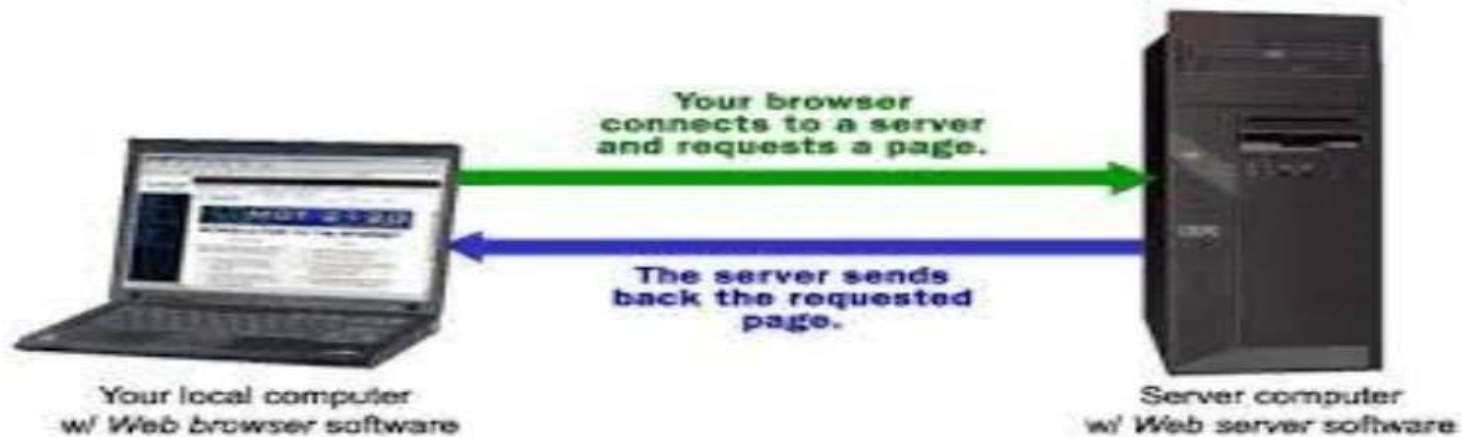 Your browser
connects to a server
and requests a page.
The server sends
back the requested
page.
Your local computer
w/ Web browser software
Server computer
w/ Web server software